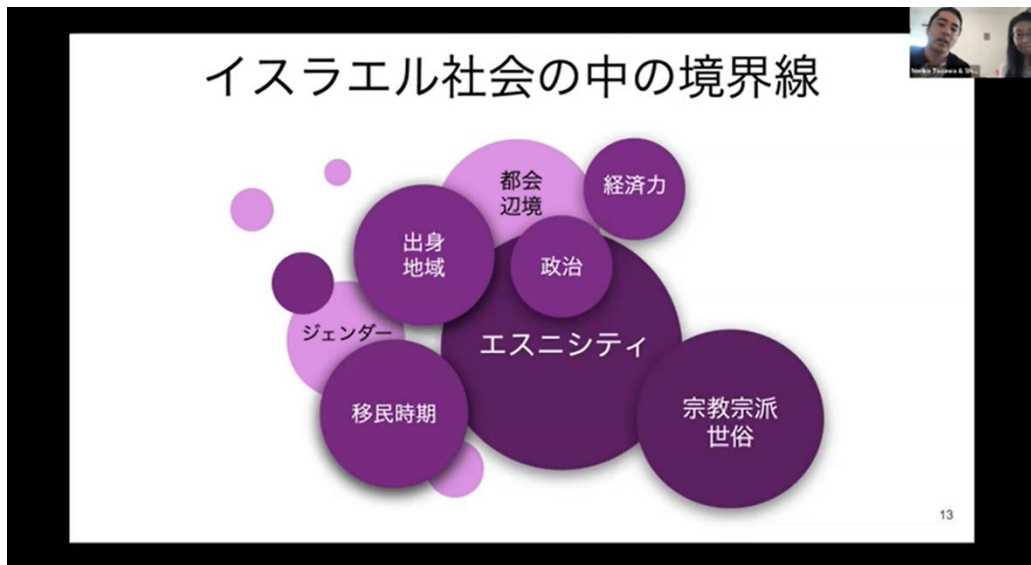 イスラエル社会の中の境界線
都会
辺境
経済力
出身
地域
政治
ジェンダー
エスニシティ
移民時期
宗教宗派
世俗
13